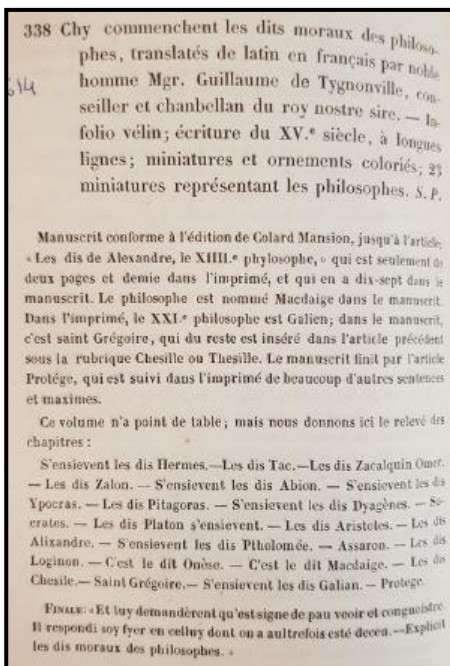 338 Chy commencent les dits moraux des philoso-
phes, translatés de latin en français par noble
homme Mgr. Guillaume de Tygnonville, con-
seiller et chanbellan du roy nostre sire. — In-
folio vélin; écriture du XV.e siècle, à longues
lignes; miniatures et ornements coloriés; 23
miniatures représentant les philosophes. S. P.
Manuscrit conforme à l'édition de Colard Mansion, jusqu'à l'article,
« Les dis de Alexandre, le XIIII.e phylosophe, » qui est seulement de
deux pages et demie dans l'imprimé, et qui en a dix-sept dans le
manuscrit. Le philosophe est nommé Macdaige dans le manuscrit.
Dans l'imprimé, le XXI.e philosophe est Galien; dans le manuscrit,
c'est saint Grégoire, qui du reste est inséré dans l'article précédent
sous la rubrique Chesille ou Thesille. Le manuscrit finit par l'article
Protége, qui est suivi dans l'imprimé de beaucoup d'autres sentences
et maximes.
Ce volume n'a point de table; mais nous donnons ici le relevé des
chapitres :
S'ensievent les dis Hermes.—Les dis Tac.—Les dis Zacalquin Omer.
— Les dis Zalon. — S'ensievent les dis Abion. — S'ensievent les dis
Ypocras. — Les dis Pitagoras. — S'ensievent les dis Dyagènes. — So-
crates. — Les dis Platon s'ensievent. — Les dis Aristoles. — Les dis
Alixandre. — S'ensievent les dis Ptholomée. — Assaron. — Les dis
Loginon. — C'est le dit Onèse. — C'est le dit Macdaige. — Les dis
Chesile.— Saint Grégoire.— S'ensievent les dis Galian. — Protege.
FINALE: « Et luy demandèrent qu'est signe de pau veoir et congnoistre
Il respondi soy fyer en celluy dont on a aultrefois esté deceu.—Explicit
les dis moraux des philosophes. »